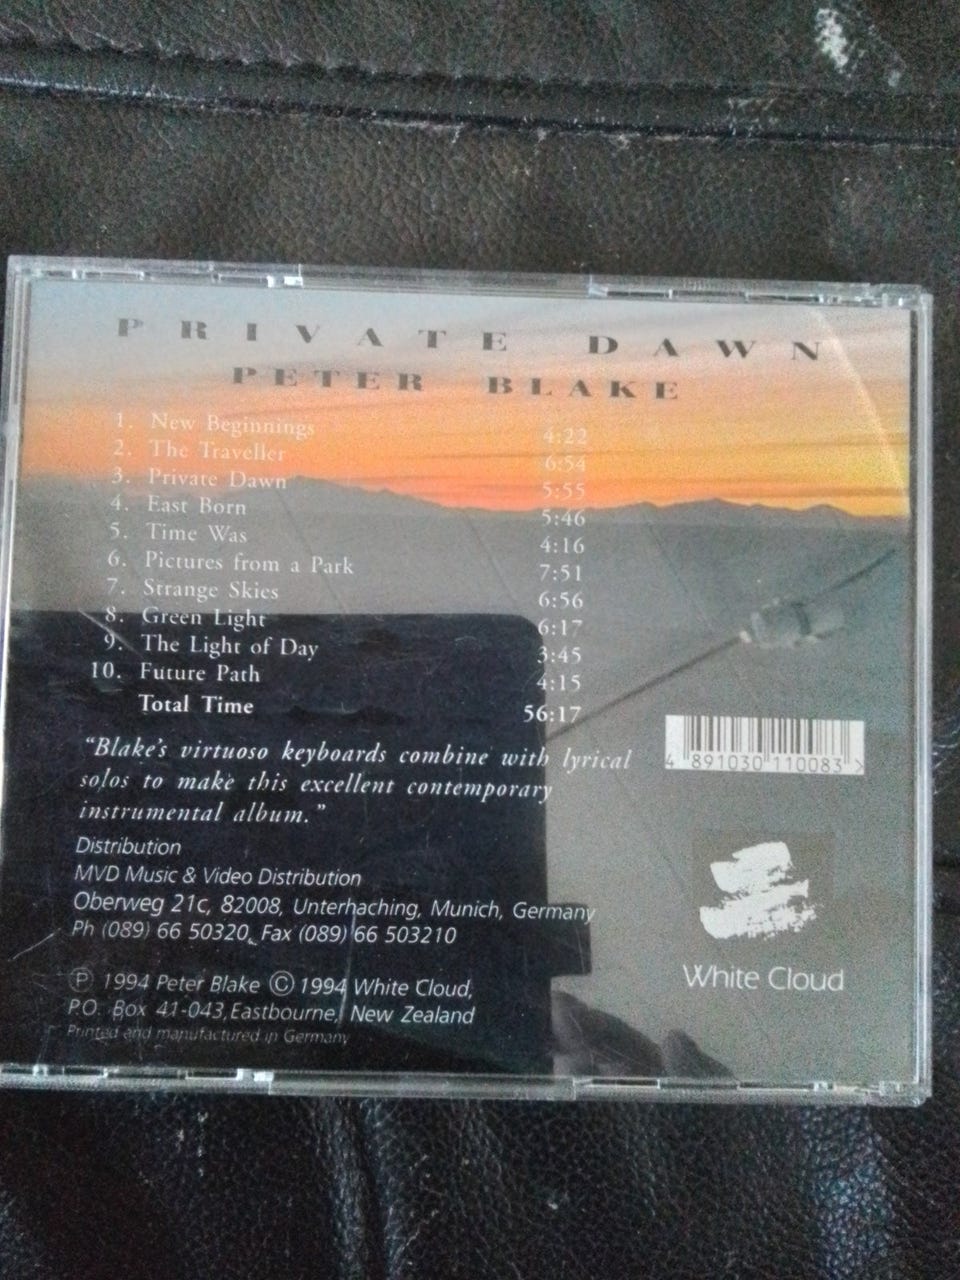 PRIVATE DAWN
PETER BLAKE
1. New Beginnings 4:22
2. The Traveller 6:54
3. Private Dawn 5:55
4. East Born 5:46
5. Time Was 4:16
6. Pictures from a Park 7:51
7. Strange Skies 6:56
8. Green Light 6:17
9. The Light of Day 3:45
10. Future Path 4:15
Total Time 56:17
“Blake's virtuoso keyboards combine with lyrical
solos to make this excellent contemporary
instrumental album.”
Distribution
MVD Music & Video Distribution
Oberweg 21c, 82008, Unterhaching, Munich, Germany
Ph (089) 66 50320, Fax (089) 66 503210
Ⓟ 1994 Peter Blake © 1994 White Cloud,
P.O. Box 41-043, Eastbourne, New Zealand
Printed and manufactured in Germany
4 891030 110083 >
White Cloud